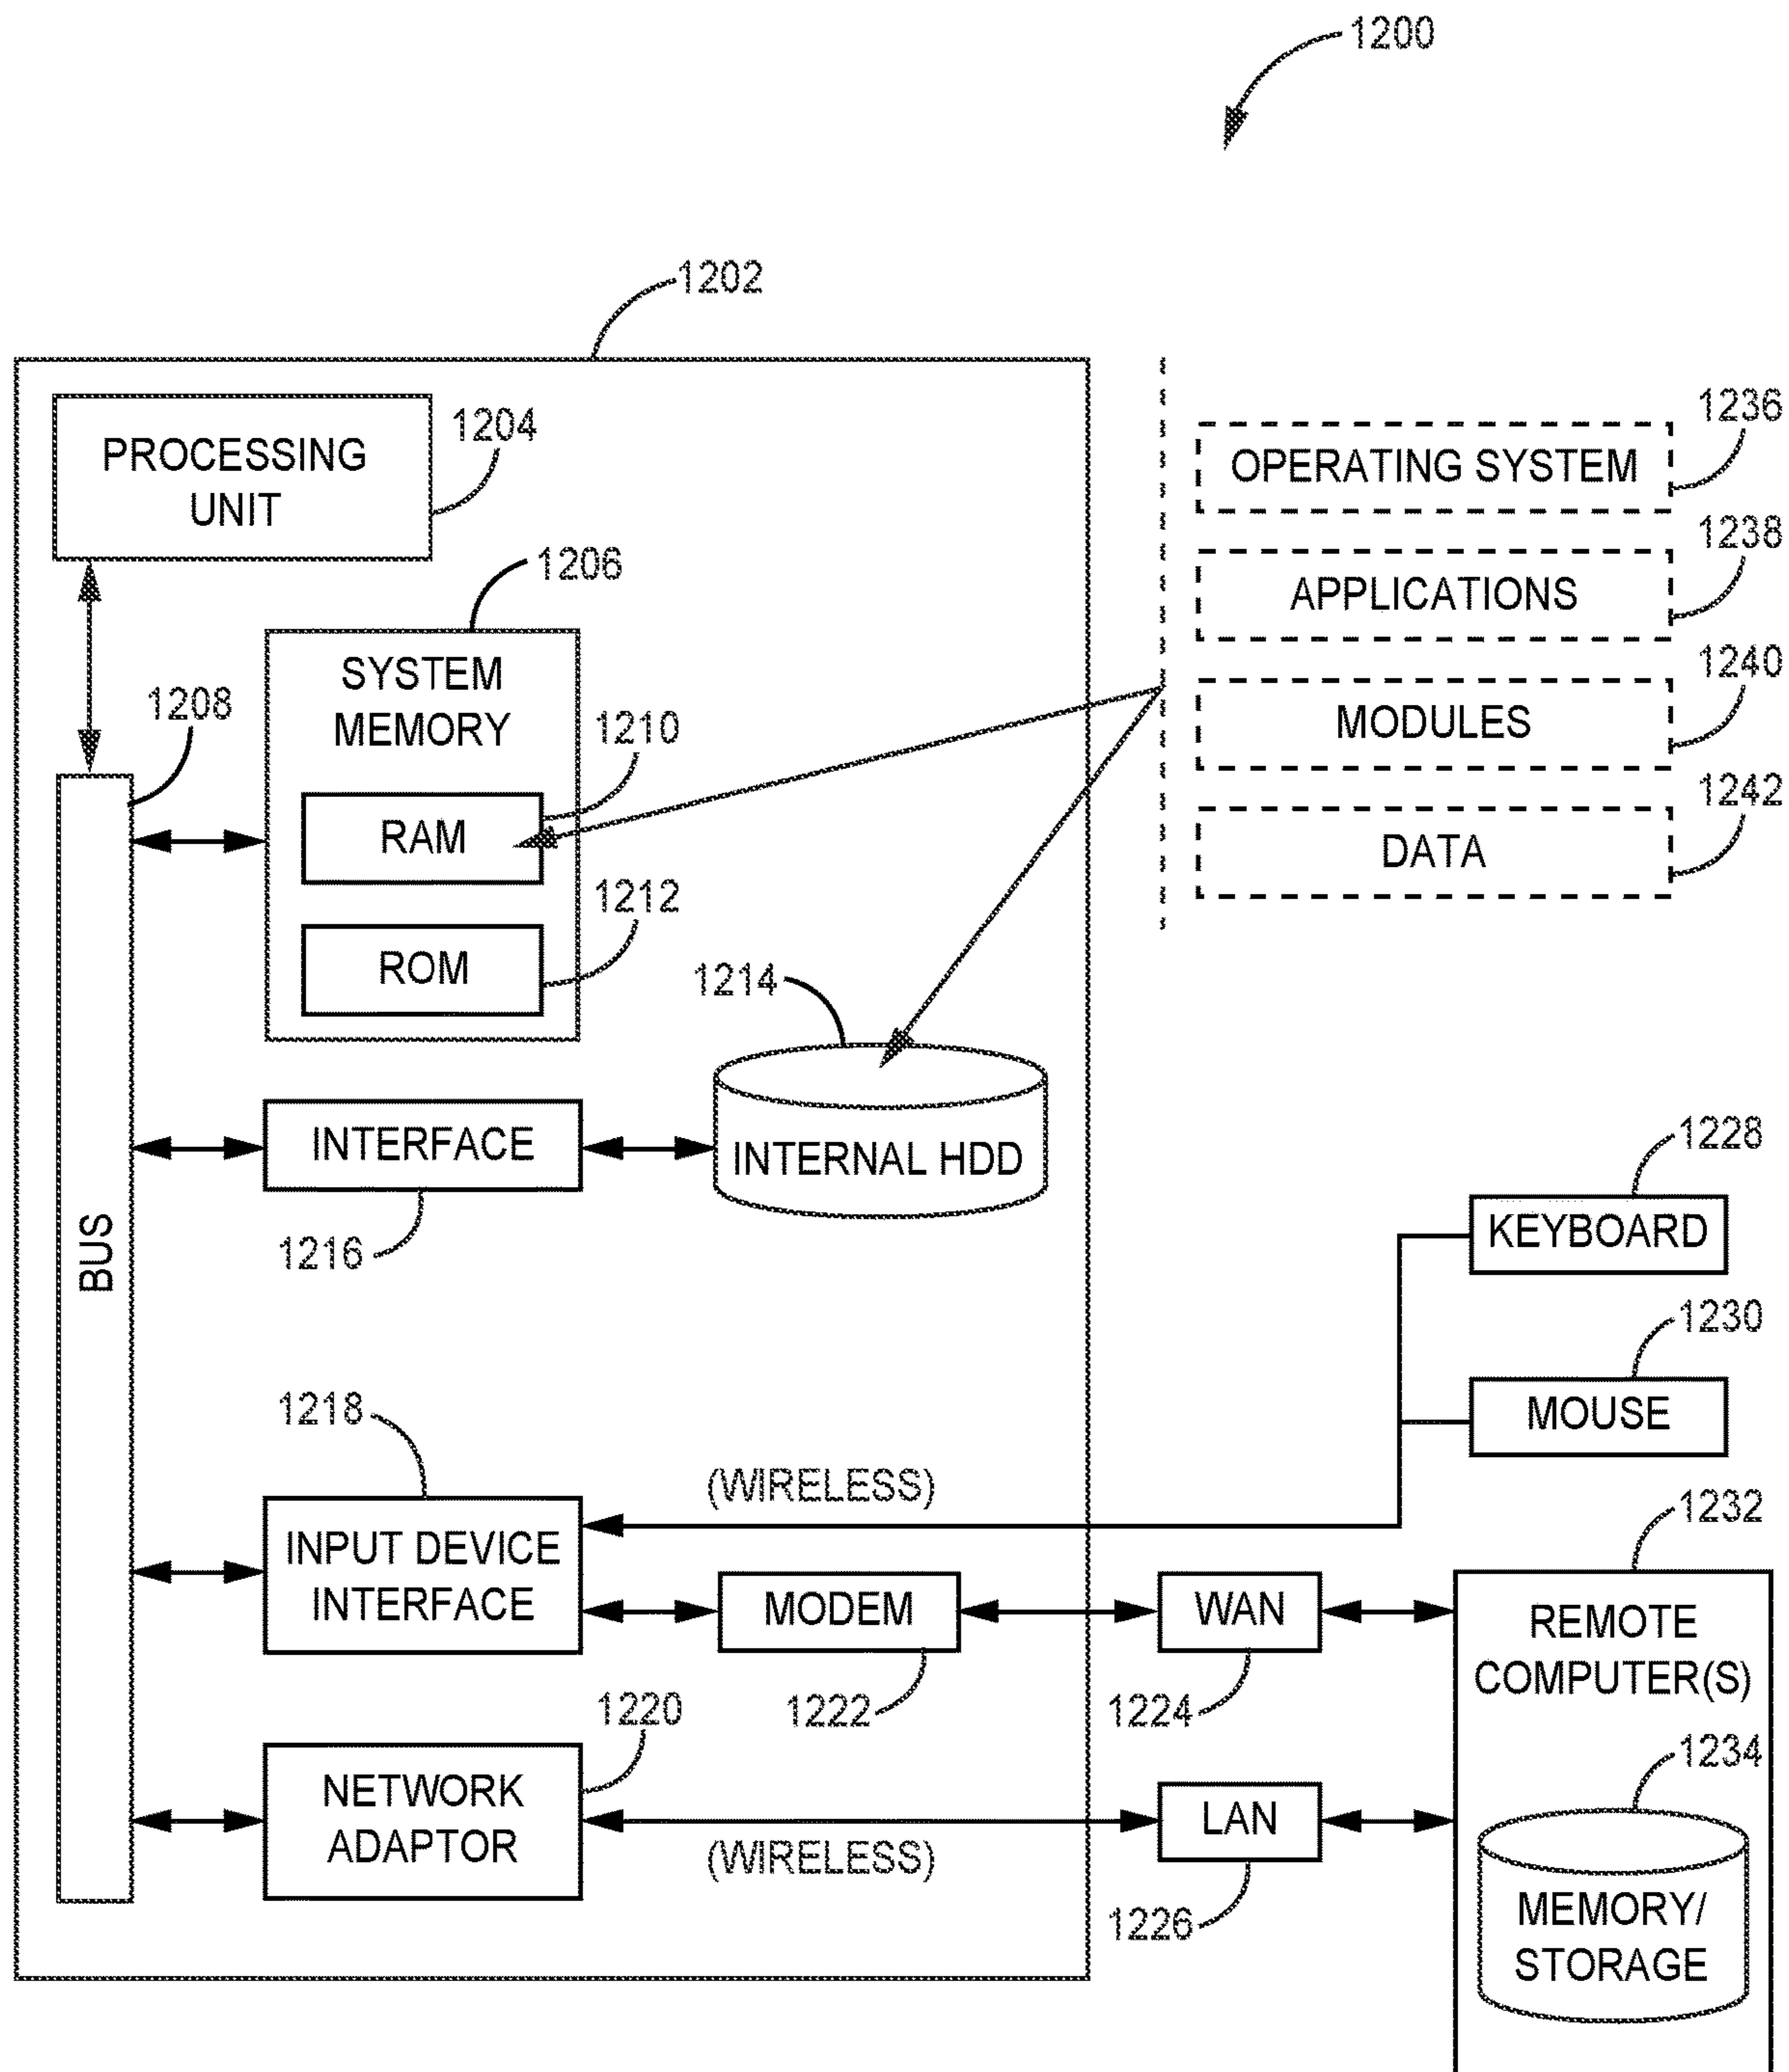 1200
1202
PROCESSING
UNIT
1204
1236
OPERATING SYSTEM
1238
APPLICATIONS
1206
SYSTEM
MEMORY
1208
1210
RAM
1240
MODULES
1242
DATA
1212
ROM
1214
INTERFACE
INTERNAL HDD
1216
BUS
1228
KEYBOARD
1230
MOUSE
1218
(WIRELESS)
INPUT DEVICE
INTERFACE
MODEM
1222
WAN
1224
1232
REMOTE
COMPUTER(S)
1220
NETWORK
ADAPTOR
(WIRELESS)
LAN
1226
1234
MEMORY/
STORAGE